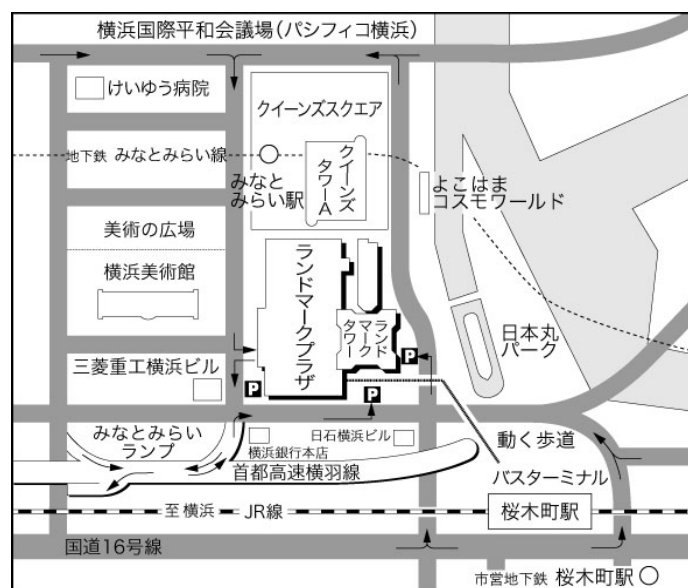 横浜国際平和会議場(パシフィコ横浜)
けいゆう病院
クイーンズスクエア
地下鉄 みなとみらい線
クイーンズ
タワーA
みなと
みらい駅
よこはま
コスモワールド
美術の広場
横浜美術館
ランドマークプラザ
ランド
マーク
タワー
日本丸
パーク
三菱重工横浜ビル
P
P
P
みなとみらい
ランプ
横浜銀行本店
日石横浜ビル
動く歩道
首都高速横羽線
バスターミナル
至 横浜
JR線
桜木町駅
国道16号線
市営地下鉄 桜木町駅